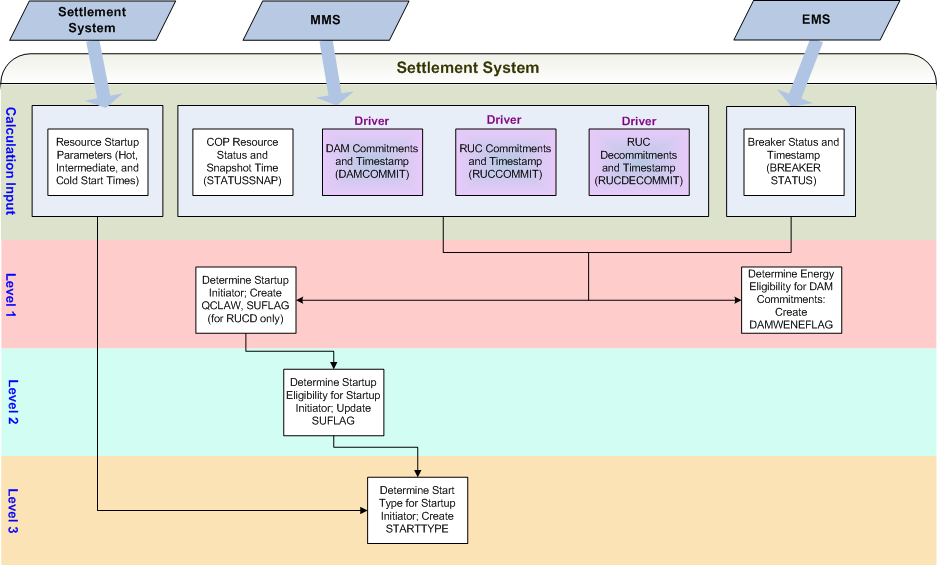 Settlement
System
MMS
EMS
Settlement System
Calculation Input
Resource Startup
Parameters (Hot,
Intermediate, and
Cold Start Times)
COP Resource
Status and
Snapshot Time
(STATUSSNAP)
Driver
DAM Commitments
and Timestamp
(DAMCOMMIT)
Driver
RUC Commitments
and Timestamp
(RUCCOMMIT)
Driver
RUC
Decommitments
and Timestamp
(RUCDECOMMIT)
Breaker Status and
Timestamp
(BREAKER
STATUS)
Level 1
Determine Startup
Initiator; Create
QCLAW, SUFLAG
(for RUCD only)
Determine Energy
Eligibility for DAM
Commitments:
Create
DAMWENEFLAG
Level 2
Determine Startup
Eligibility for Startup
Initiator; Update
SUFLAG
Level 3
Determine Start
Type for Startup
Initiator; Create
STARTTYPE